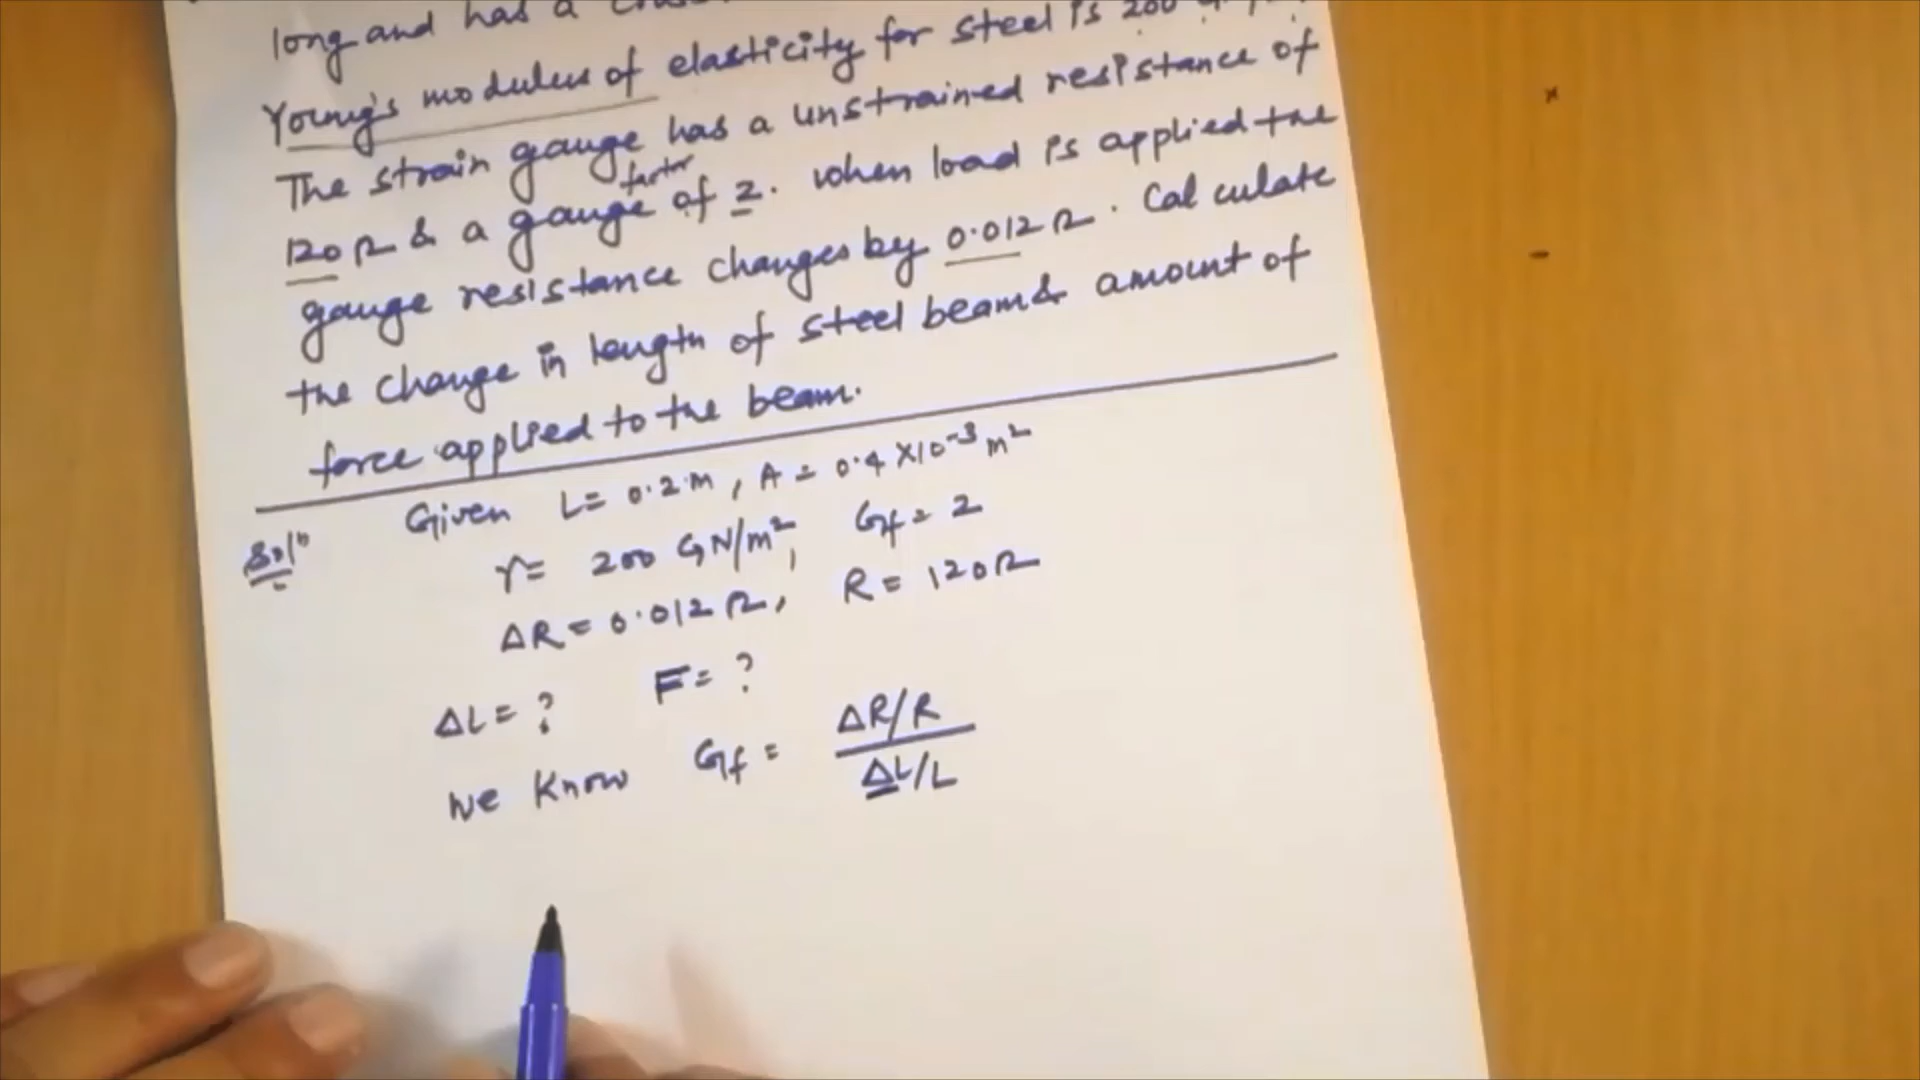 long and has a
Young's modulus of elasticity for steel is 200
The strain gauge has a unstrained resistance of
120 Ω & a gauge factor of 2. When load is applied the
gauge resistance changes by 0.012 Ω. Calculate
the change in length of steel beam & amount of
force applied to the beam.
Soln Given L = 0.2 m, A = 0.4 × 10⁻³ m²
Y = 200 GN/m², Gf = 2
ΔR = 0.012 Ω, R = 120 Ω
ΔL = ? F = ?
We know Gf = ΔR/R
ΔL/L